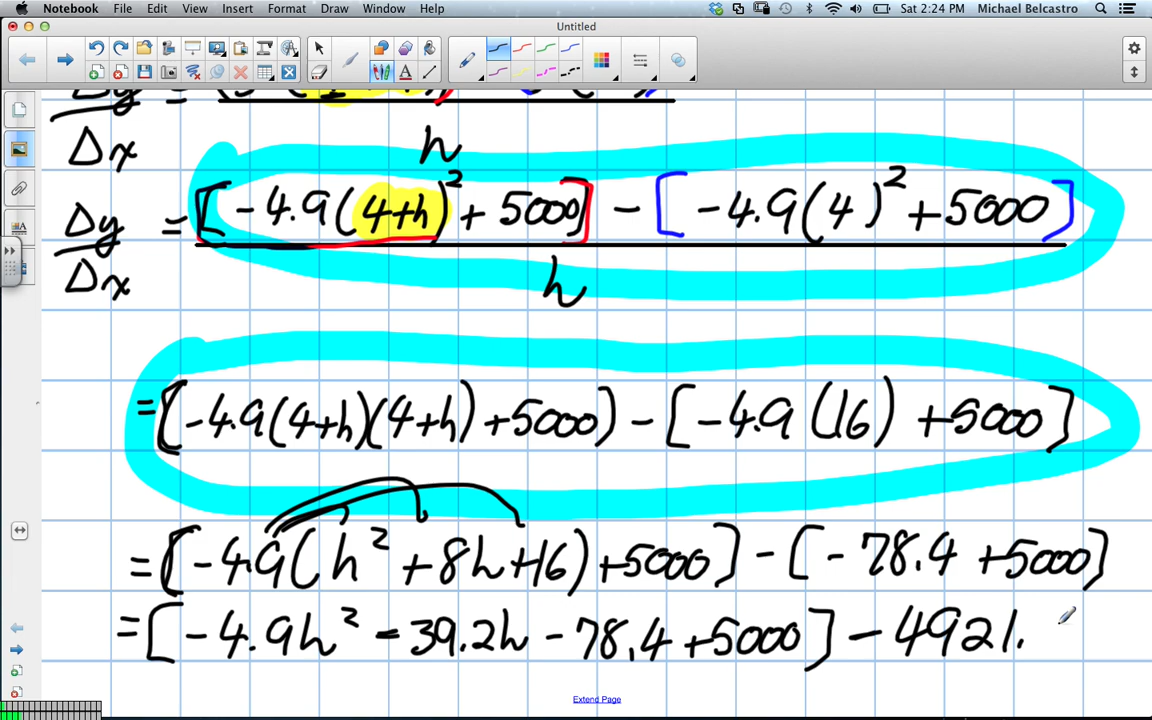 Notebook File Edit View Insert Format Draw Window Help Sat 2:24 PM Michael Belcastro
Untitled
Δy =
Δx h
Δy = [-4.9(4+h)² + 5000] - [-4.9(4)² + 5000]
Δx h
= [-4.9(4+h)(4+h) + 5000) - [-4.9(16) + 5000]
= [-4.9(h² + 8h + 16) + 5000] - [-78.4 + 5000)
= [-4.9h² - 39.2h - 78.4 + 5000] - 4921.
Extend Page